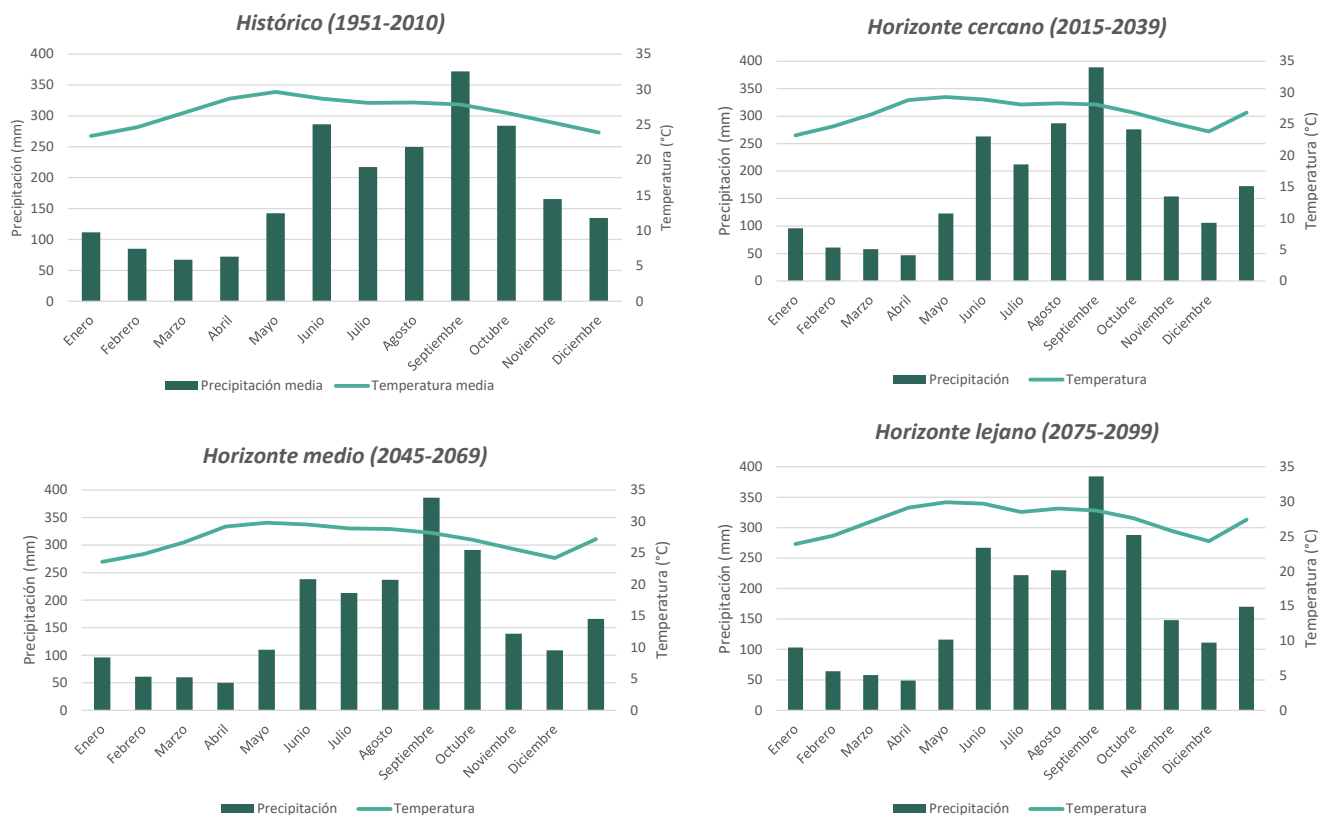 Histórico (1951-2010)
400
350
300
250
200
150
100
50
0
Precipitación (mm)
35
30
25
20
15
10
5
0
Temperatura (°C)
Enero
Febrero
Marzo
Abril
Mayo
Junio
Julio
Agosto
Septiembre
Octubre
Noviembre
Diciembre
Precipitación media
Temperatura media
Horizonte cercano (2015-2039)
400
350
300
250
200
150
100
50
0
Precipitación (mm)
35
30
25
20
15
10
5
0
Temperatura (°C)
Enero
Febrero
Marzo
Abril
Mayo
Junio
Julio
Agosto
Septiembre
Octubre
Noviembre
Diciembre
Precipitación
Temperatura
Horizonte medio (2045-2069)
400
350
300
250
200
150
100
50
0
Precipitación (mm)
35
30
25
20
15
10
5
0
Temperatura (°C)
Enero
Febrero
Marzo
Abril
Mayo
Junio
Julio
Agosto
Septiembre
Octubre
Noviembre
Diciembre
Precipitación
Temperatura
Horizonte lejano (2075-2099)
400
350
300
250
200
150
100
50
0
Precipitación (mm)
35
30
25
20
15
10
5
0
Temperatura (°C)
Enero
Febrero
Marzo
Abril
Mayo
Junio
Julio
Agosto
Septiembre
Octubre
Noviembre
Diciembre
Precipitación
Temperatura